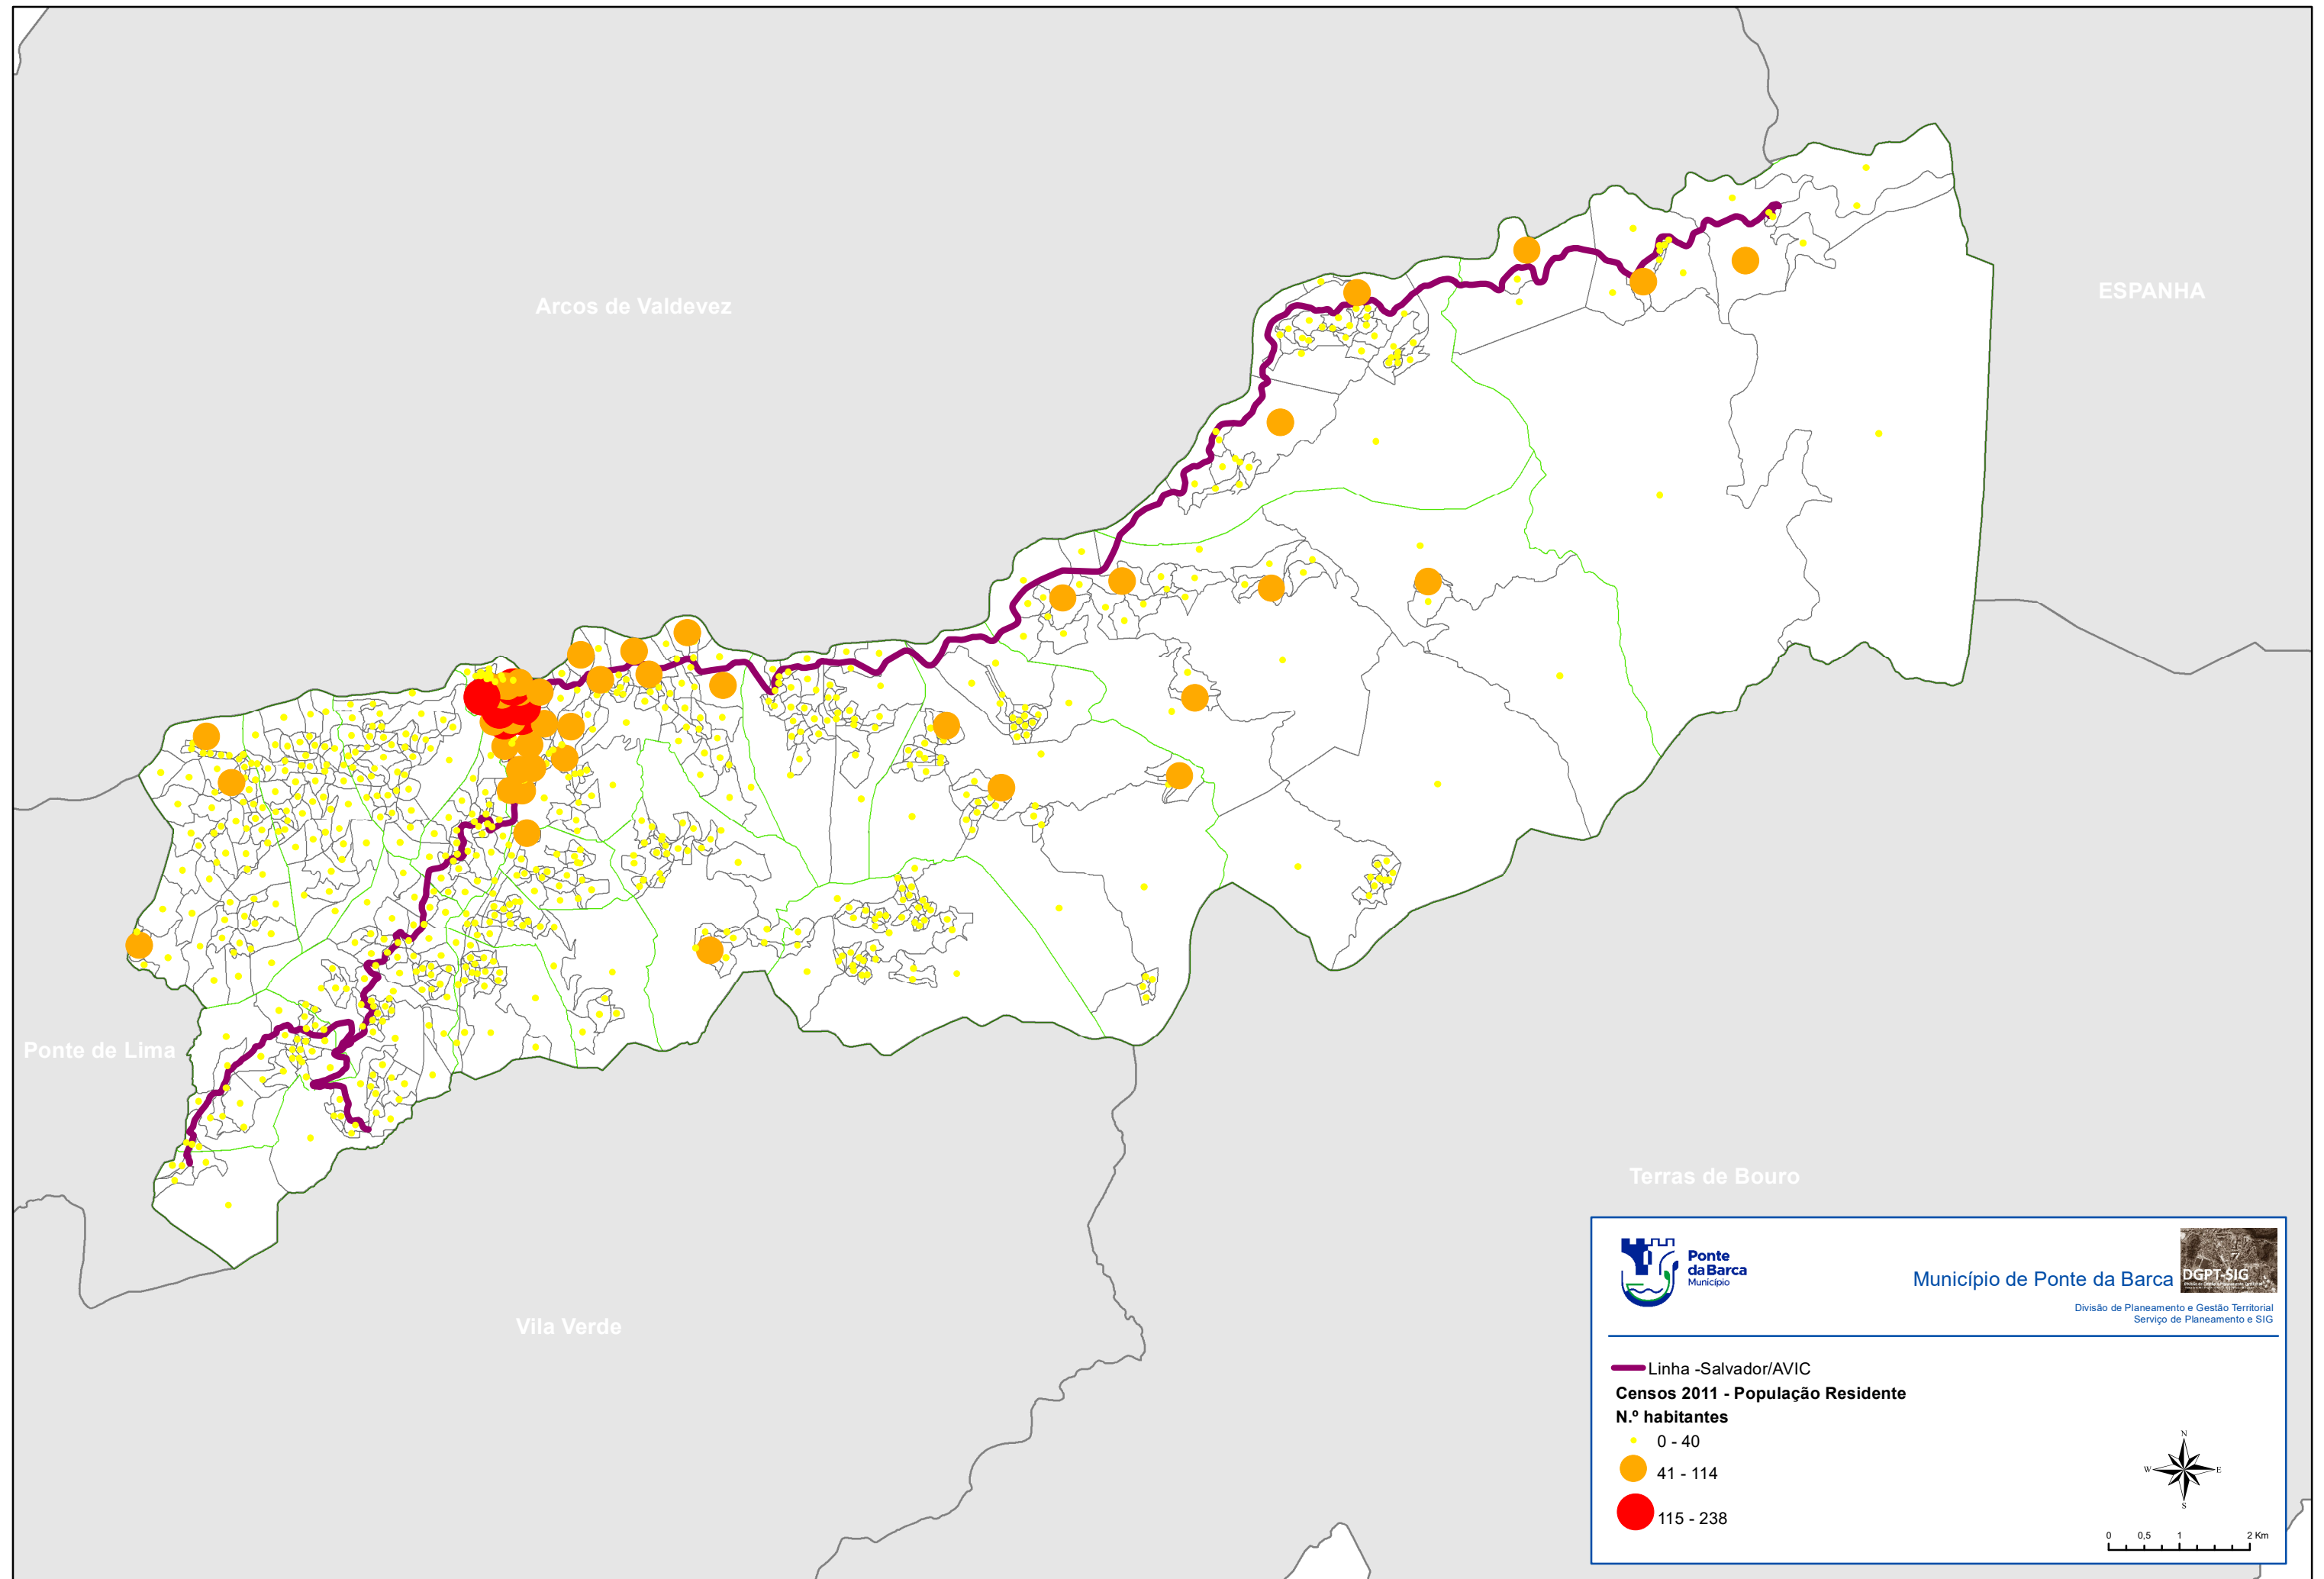 ESPANHA
Arcos de Valdevez
Ponte de Lima
Terras de Bouro
Vila Verde
Ponte
da Barca
Município
Município de Ponte da Barca
DGPT-SIG
Divisão de Planeamento e Gestão Territorial
Serviço de Planeamento e SIG
Linha -Salvador/AVIC
Censos 2011 - População Residente
N.º habitantes
0 - 40
41 - 114
115 - 238
N
W
E
S
0 0,5 1 2 Km